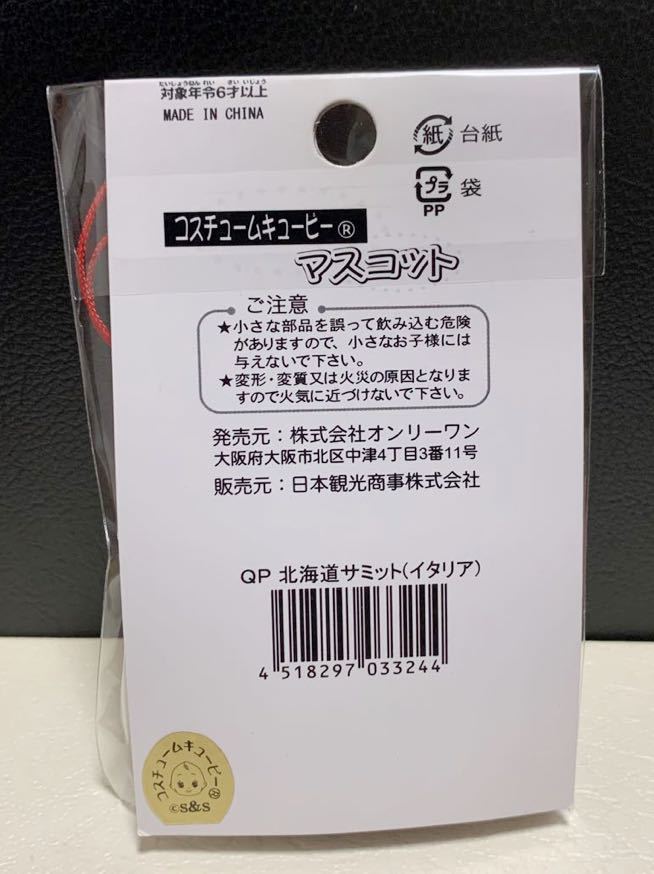 たいしょうねんれい さい いじょう
対象年令6才以上
MADE IN CHINA
紙 台紙
プラ 袋
PP
コスチュームキューピー®
マスコット
ご注意
★小さな部品を誤って飲み込む危険
がありますので、小さなお子様には
与えないで下さい。
★変形・変質又は火災の原因となりま
すので火気に近づけないで下さい。
発売元：株式会社オンリーワン
大阪府大阪市北区中津4丁目3番11号
販売元：日本観光商事株式会社
QP 北海道サミット(イタリア)
4 518297 033244
コスチュームキューピー®
©S&S